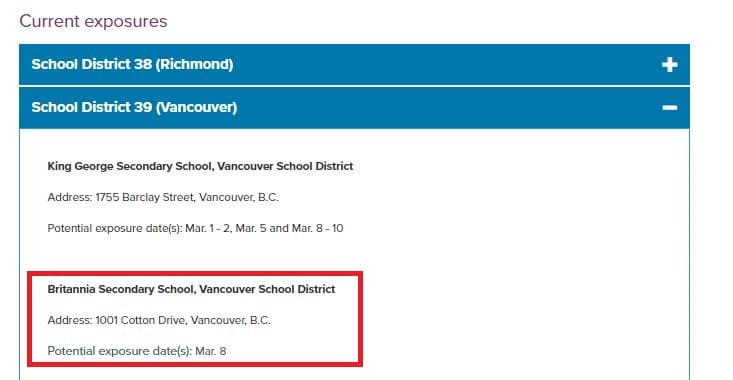 Current exposures
School District 38 (Richmond)
School District 39 (Vancouver)
King George Secondary School, Vancouver School District
Address: 1755 Barclay Street, Vancouver, B.C.
Potential exposure date(s): Mar. 1 - 2, Mar. 5 and Mar. 8 - 10
Britannia Secondary School, Vancouver School District
Address: 1001 Cotton Drive, Vancouver, B.C.
Potential exposure date(s): Mar. 8